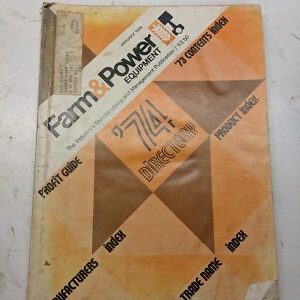 JANUARY 1974
Farm & Power
EQUIPMENT
The Industry's Merchandising and Management Publication / $3.50
'73 CONTENTS INDEX
'74
DIRECTORY
PROFIT GUIDE
PRODUCT INDEX
MANUFACTURERS INDEX
TRADE NAME INDEX